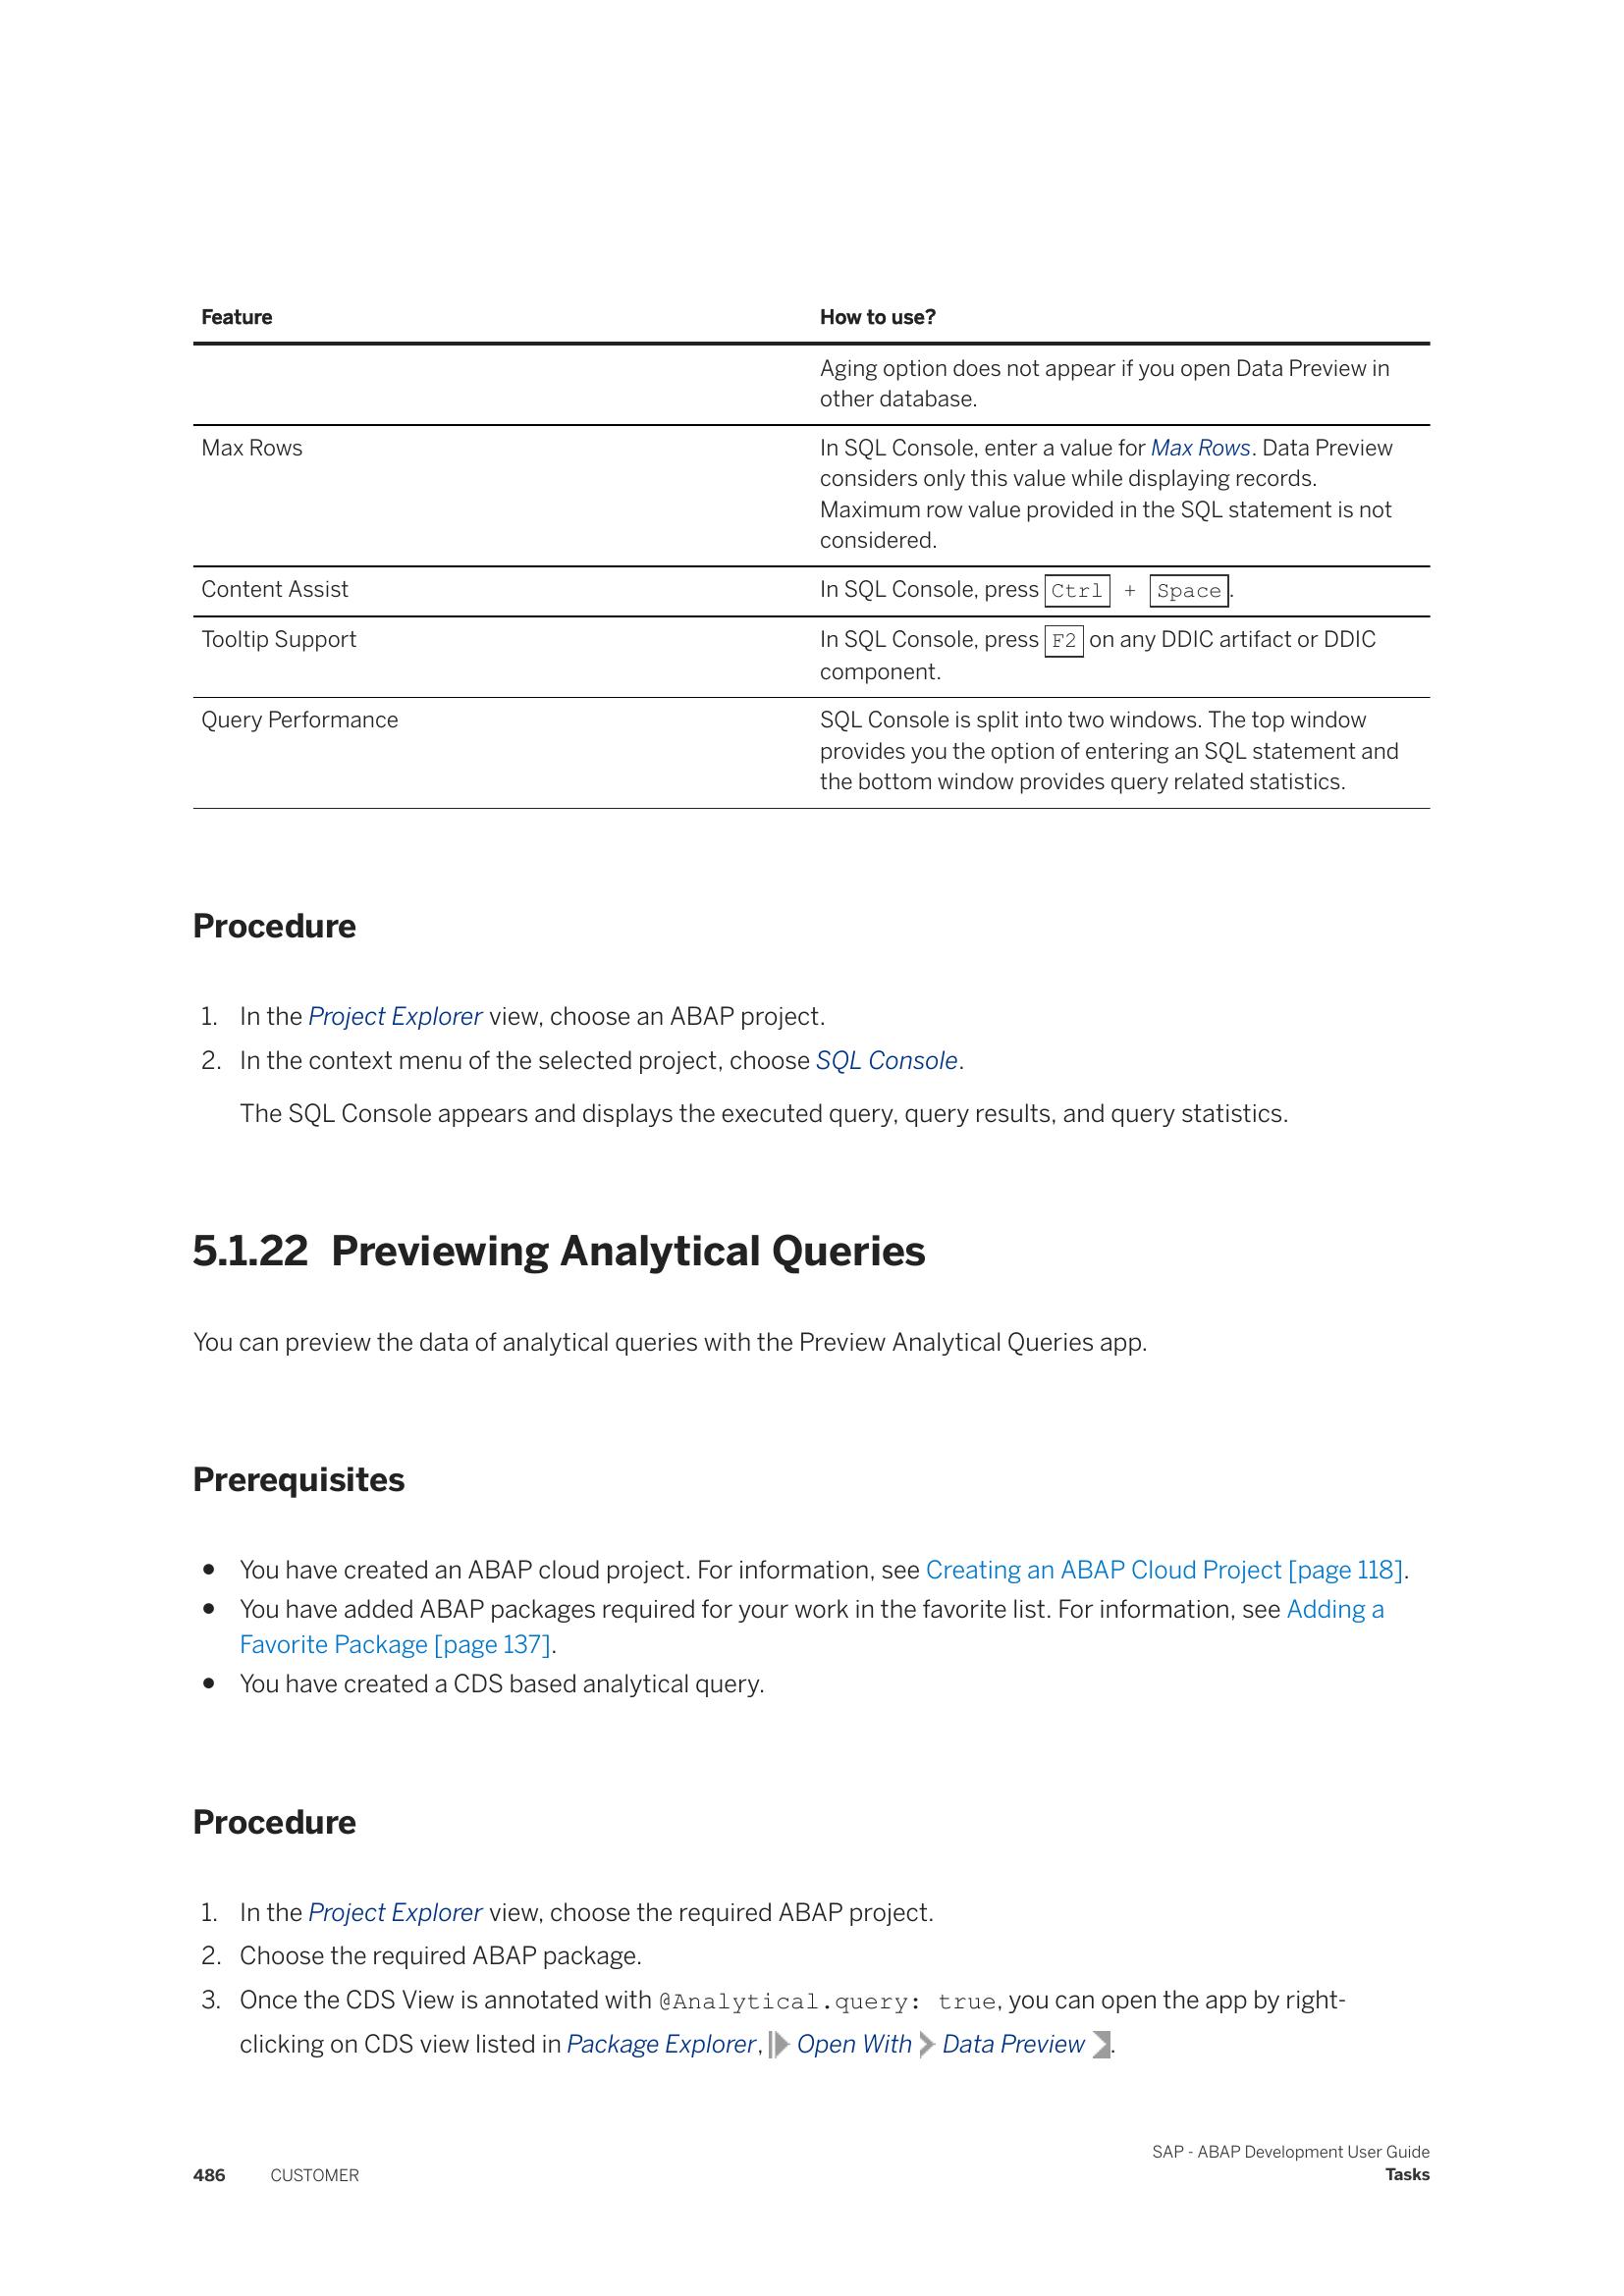 Feature How to use?
Aging option does not appear if you open Data Preview in
other database.
Max Rows In SQL Console, enter a value for Max Rows. Data Preview
considers only this value while displaying records.
Maximum row value provided in the SQL statement is not
considered.
Content Assist In SQL Console, press Ctrl + Space.
Tooltip Support In SQL Console, press F2 on any DDIC artifact or DDIC
component.
Query Performance SQL Console is split into two windows. The top window
provides you the option of entering an SQL statement and
the bottom window provides query related statistics.
Procedure
1. In the Project Explorer view, choose an ABAP project.
2. In the context menu of the selected project, choose SQL Console.
The SQL Console appears and displays the executed query, query results, and query statistics.
5.1.22 Previewing Analytical Queries
You can preview the data of analytical queries with the Preview Analytical Queries app.
Prerequisites
• You have created an ABAP cloud project. For information, see Creating an ABAP Cloud Project [page 118].
• You have added ABAP packages required for your work in the favorite list. For information, see Adding a
Favorite Package [page 137].
• You have created a CDS based analytical query.
Procedure
1. In the Project Explorer view, choose the required ABAP project.
2. Choose the required ABAP package.
3. Once the CDS View is annotated with @Analytical.query: true, you can open the app by right-
clicking on CDS view listed in Package Explorer, Open With Data Preview.
SAP - ABAP Development User Guide
486 CUSTOMER Tasks